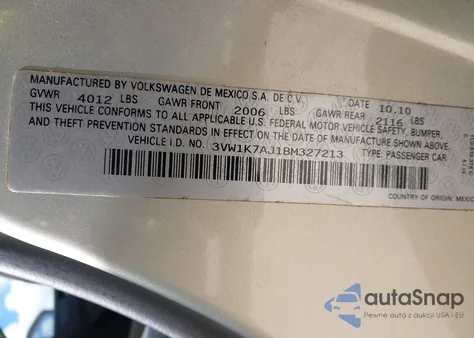 MANUFACTURED BY VOLKSWAGEN DE MEXICO S.A. DE C.V.
GVWR 4012 LBS GAWR FRONT 2006 LBS GAWR REAR 2116 LBS DATE 10.10
THIS VEHICLE CONFORMS TO ALL APPLICABLE U.S. FEDERAL MOTOR VEHICLE SAFETY, BUMPER,
AND THEFT PREVENTION STANDARDS IN EFFECT ON THE DATE OF MANUFACTURE SHOWN ABOVE.
VEHICLE I.D. NO. 3VW1K7AJ1BM327213 TYPE: PASSENGER CAR
COUNTRY OF ORIGIN: MEXICO
autoSnap
Pewne auta z USA i EU